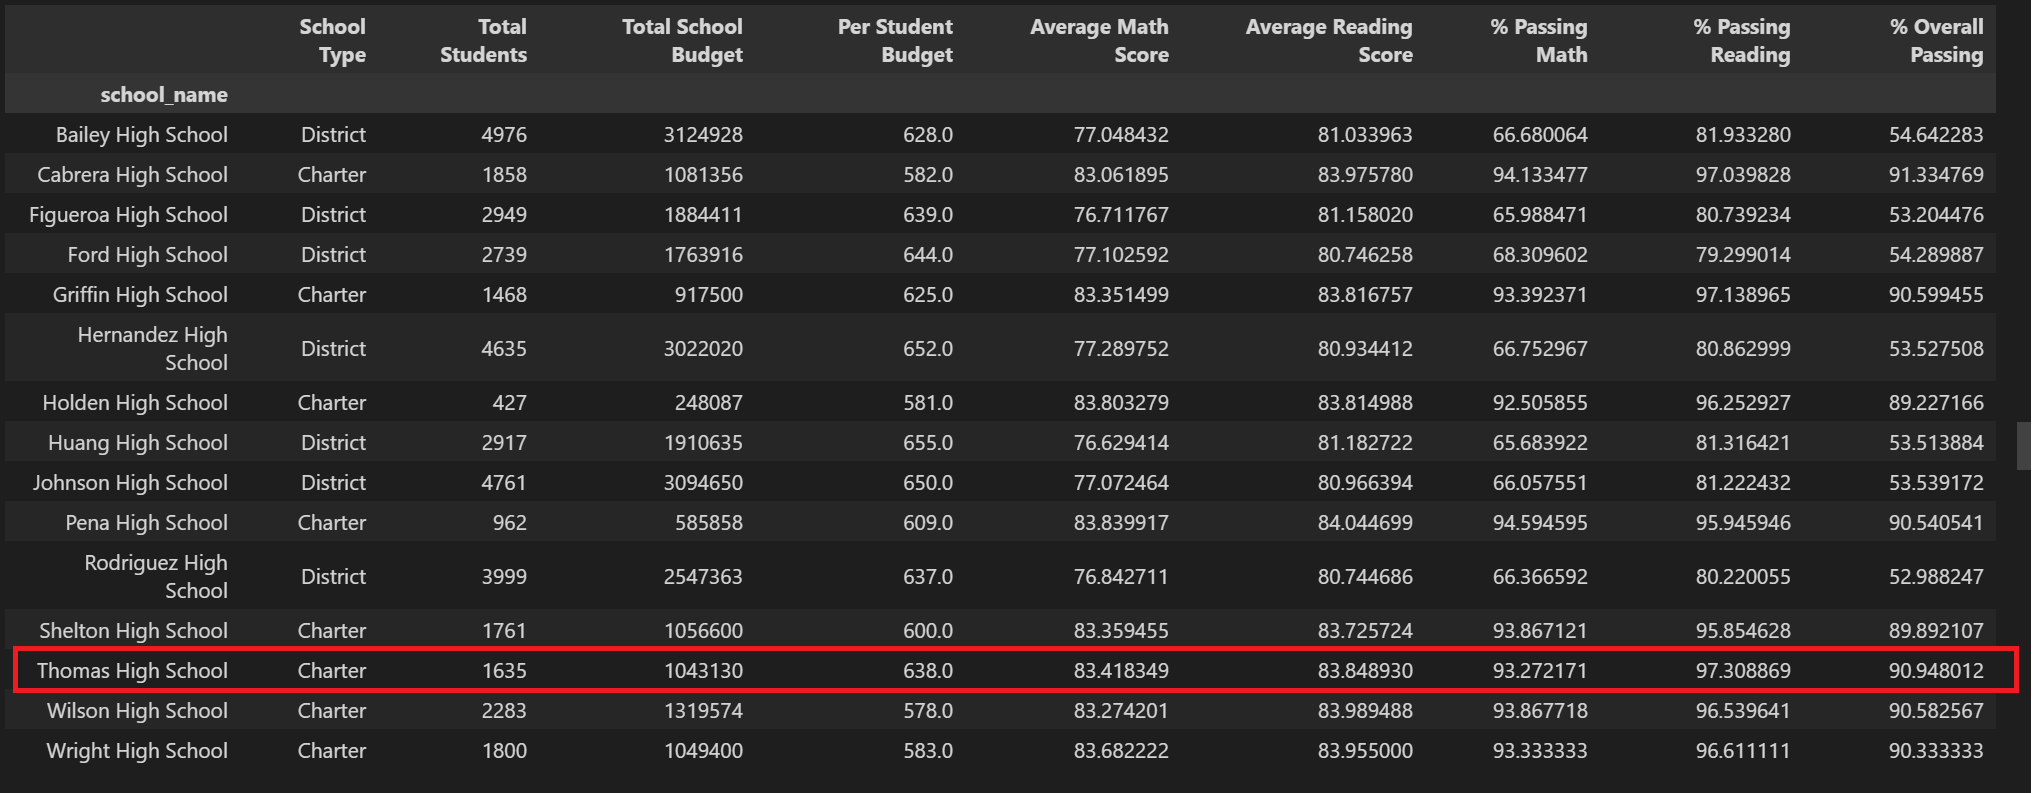 School Type Total Students Total School Budget Per Student Budget Average Math Score Average Reading Score % Passing Math % Passing Reading % Overall Passing
school_name
Bailey High School District 4976 3124928 628.0 77.048432 81.033963 66.680064 81.933280 54.642283
Cabrera High School Charter 1858 1081356 582.0 83.061895 83.975780 94.133477 97.039828 91.334769
Figueroa High School District 2949 1884411 639.0 76.711767 81.158020 65.988471 80.739234 53.204476
Ford High School District 2739 1763916 644.0 77.102592 80.746258 68.309602 79.299014 54.289887
Griffin High School Charter 1468 917500 625.0 83.351499 83.816757 93.392371 97.138965 90.599455
Hernandez High School District 4635 3022020 652.0 77.289752 80.934412 66.752967 80.862999 53.527508
Holden High School Charter 427 248087 581.0 83.803279 83.814988 92.505855 96.252927 89.227166
Huang High School District 2917 1910635 655.0 76.629414 81.182722 65.683922 81.316421 53.513884
Johnson High School District 4761 3094650 650.0 77.072464 80.966394 66.057551 81.222432 53.539172
Pena High School Charter 962 585858 609.0 83.839917 84.044699 94.594595 95.945946 90.540541
Rodriguez High School District 3999 2547363 637.0 76.842711 80.744686 66.366592 80.220055 52.988247
Shelton High School Charter 1761 1056600 600.0 83.359455 83.725724 93.867121 95.854628 89.892107
Thomas High School Charter 1635 1043130 638.0 83.418349 83.848930 93.272171 97.308869 90.948012
Wilson High School Charter 2283 1319574 578.0 83.274201 83.989488 93.867718 96.539641 90.582567
Wright High School Charter 1800 1049400 583.0 83.682222 83.955000 93.333333 96.611111 90.333333